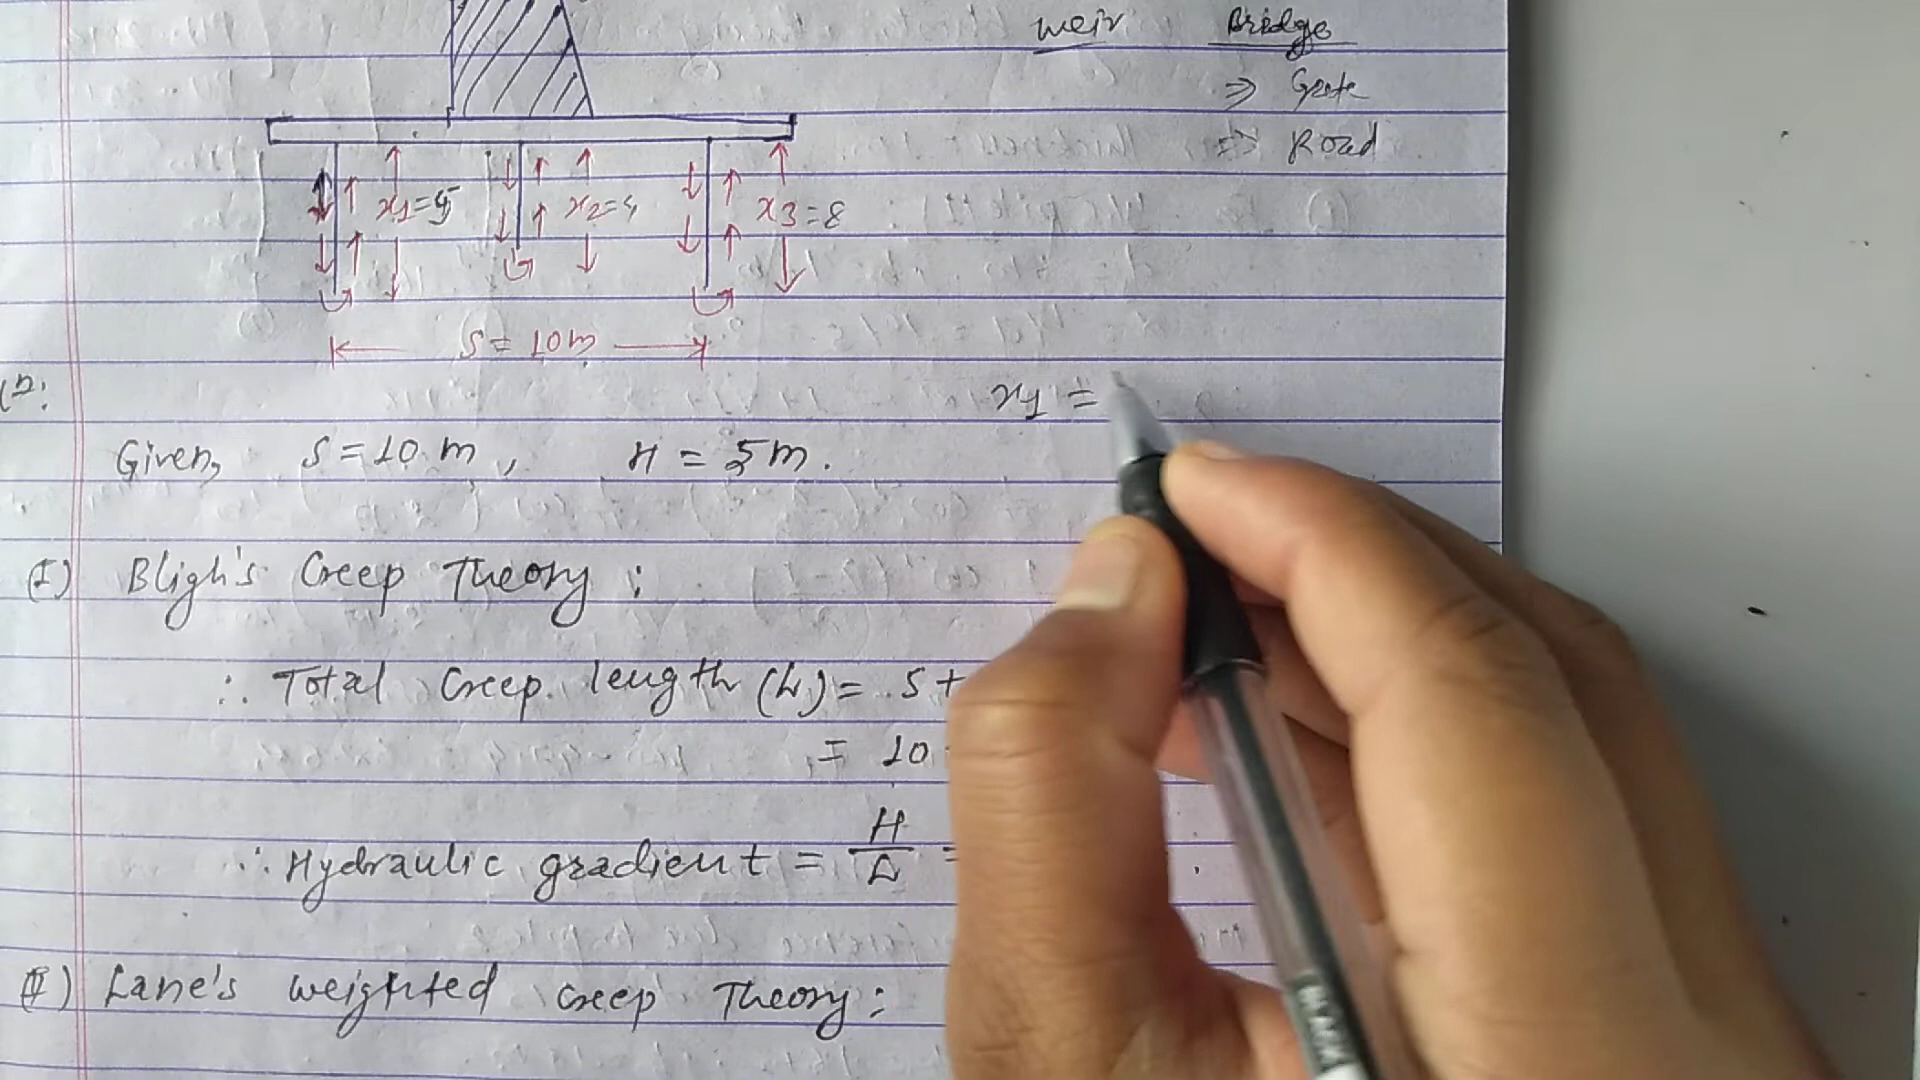 weir Bridge
⇒ Gate
⇒ Road
x1=5 x2=4 x3=8
S = 10m
x1 =
Given, S=10 m, H = 5m.
(I) Bligh's Creep Theory :
∴ Total Creep length (L) = S+
= 10
∴ Hydraulic gradient = H/L =
(II) Lane's weighted Creep Theory :